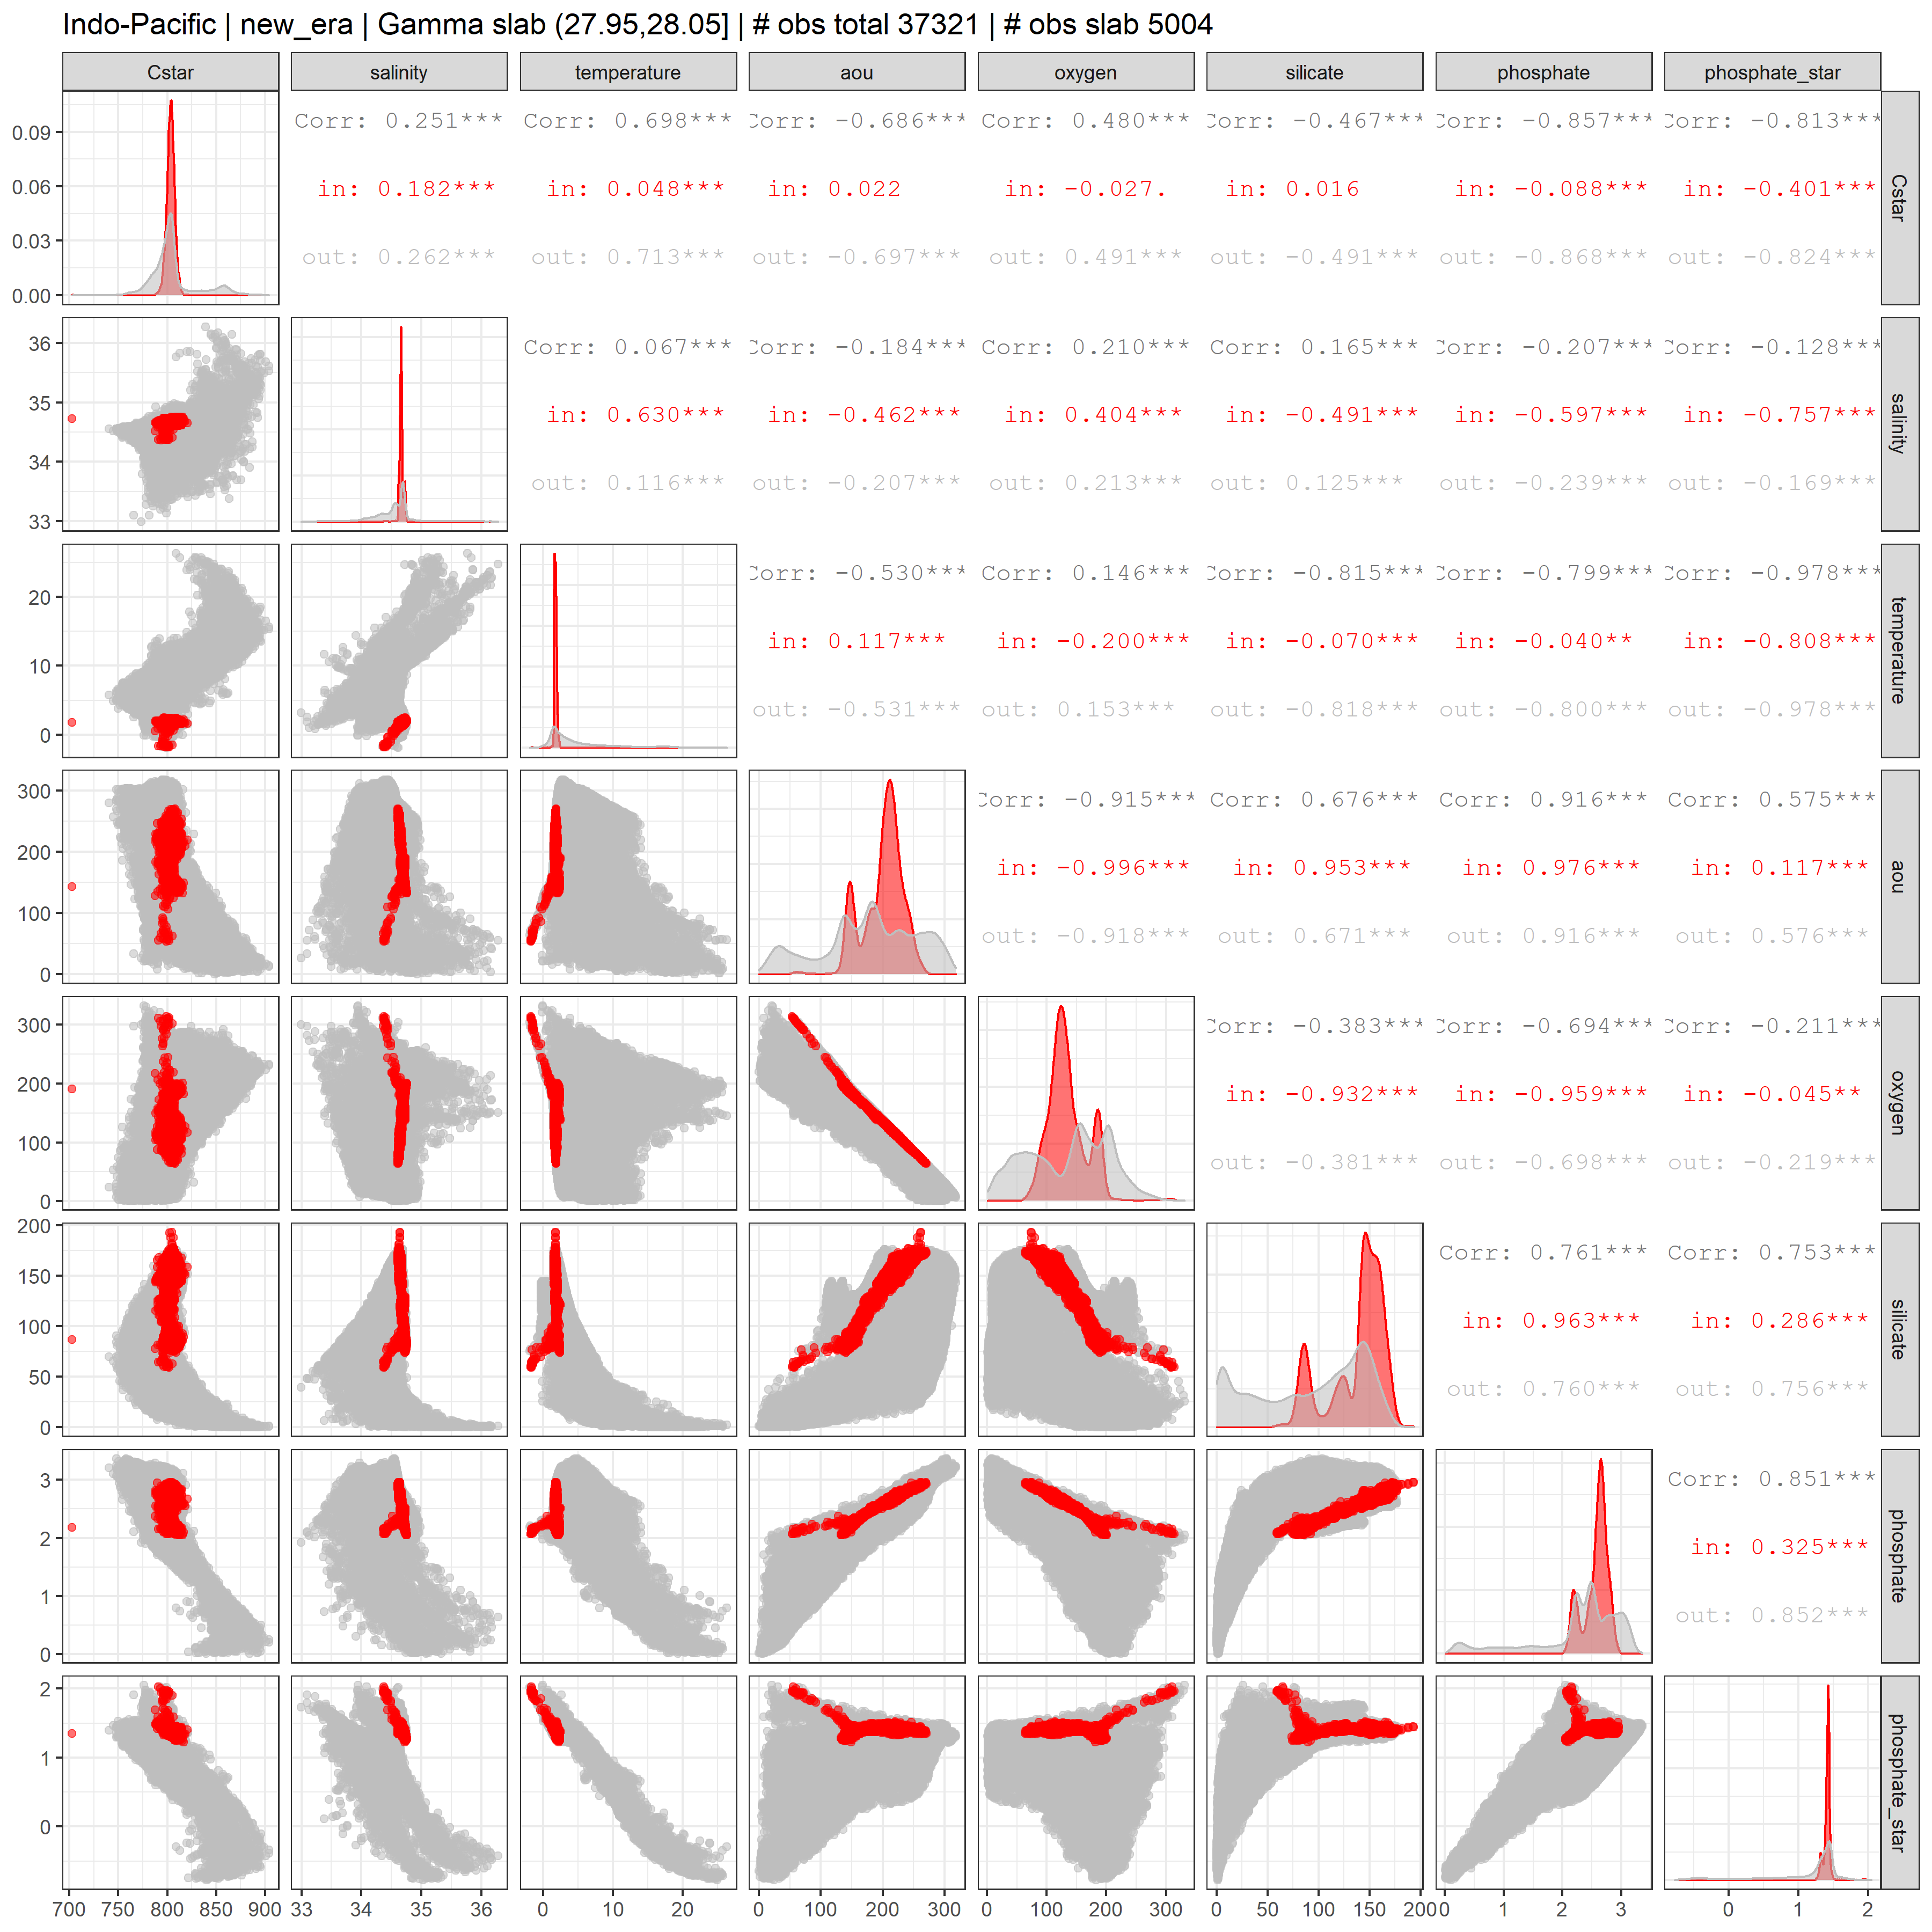 Indo-Pacific | new_era | Gamma slab (27.95,28.05] | # obs total 37321 | # obs slab 5004
Cstar salinity temperature aou oxygen silicate phosphate phosphate_star
Corr: 0.251*** Corr: 0.698*** Corr: -0.686*** Corr: 0.480*** Corr: -0.467*** Corr: -0.857*** Corr: -0.813***
0.09
in: 0.182*** in: 0.048*** in: 0.022 in: -0.027. in: 0.016 in: -0.088*** in: -0.401***
0.06
Cstar
0.03
out: 0.262*** out: 0.713*** out: -0.697*** out: 0.491*** out: -0.491*** out: -0.868*** out: -0.824***
0.00
Corr: 0.067*** Corr: -0.184*** Corr: 0.210*** Corr: 0.165*** Corr: -0.207*** Corr: -0.128***
36
35
in: 0.630*** in: -0.462*** in: 0.404*** in: -0.491*** in: -0.597*** in: -0.757***
salinity
34
out: 0.116*** out: -0.207*** out: 0.213*** out: 0.125*** out: -0.239*** out: -0.169***
33
Corr: -0.530*** Corr: 0.146*** Corr: -0.815*** Corr: -0.799*** Corr: -0.978***
20
in: 0.117*** in: -0.200*** in: -0.070*** in: -0.040** in: -0.808***
temperature
10
out: -0.531*** out: 0.153*** out: -0.818*** out: -0.800*** out: -0.978***
0
Corr: -0.915*** Corr: 0.676*** Corr: 0.916*** Corr: 0.575***
300
200
in: -0.996*** in: 0.953*** in: 0.976*** in: 0.117***
aou
100
out: -0.918*** out: 0.671*** out: 0.916*** out: 0.576***
0
Corr: -0.383*** Corr: -0.694*** Corr: -0.211***
300
200
in: -0.932*** in: -0.959*** in: -0.045**
oxygen
100
out: -0.381*** out: -0.698*** out: -0.219***
0
200
Corr: 0.761*** Corr: 0.753***
150
in: 0.963*** in: 0.286***
silicate
100
50
out: 0.760*** out: 0.756***
0
Corr: 0.851***
3
in: 0.325***
phosphate
2
out: 0.852***
1
0
2
1
phosphate_star
0
700 750 800 850 900 33 34 35 36 0 10 20 0 100 200 300 0 100 200 300 0 50 100 150 200 0 1 2 3 0 1 2